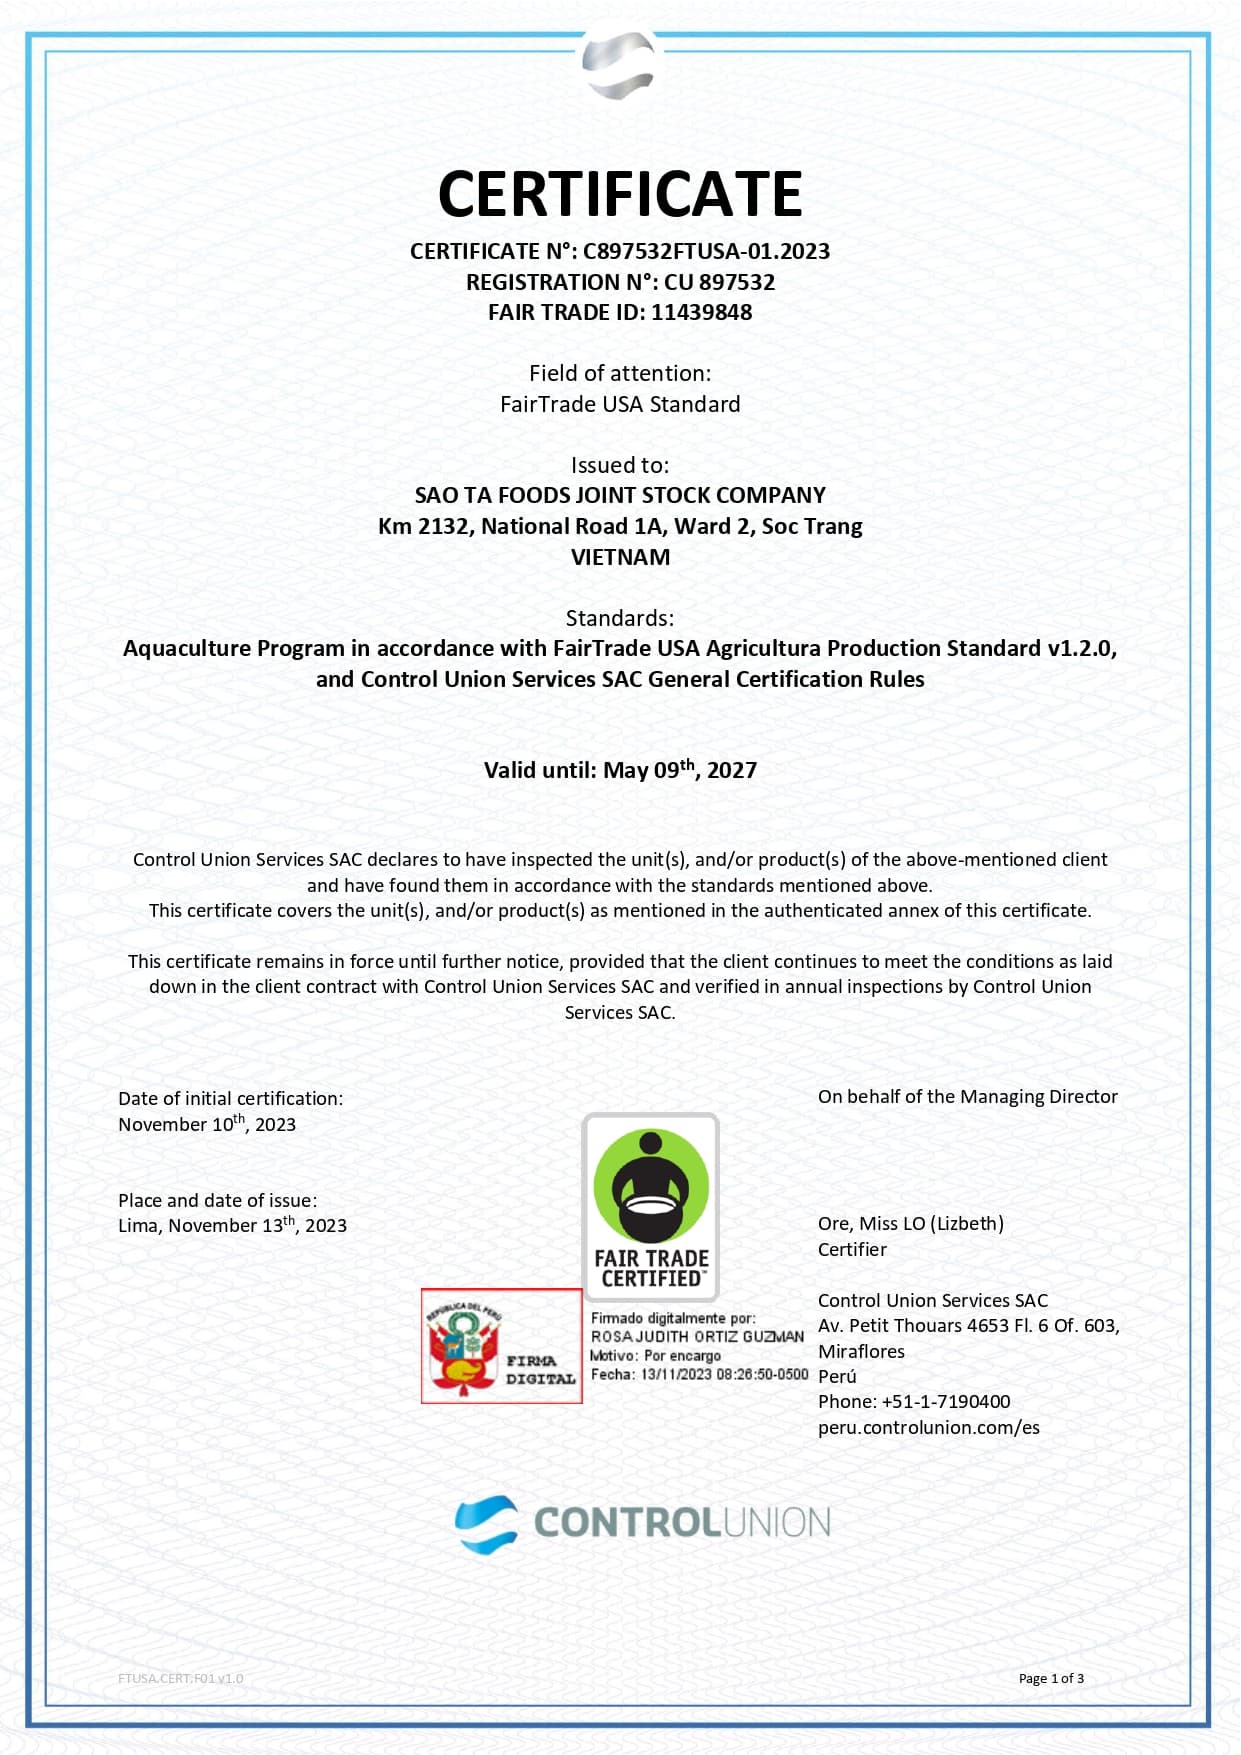 CERTIFICATE
CERTIFICATE N°: C897532FTUSA-01.2023
REGISTRATION N°: CU 897532
FAIR TRADE ID: 11439848
Field of attention:
FairTrade USA Standard
Issued to:
SAO TA FOODS JOINT STOCK COMPANY
Km 2132, National Road 1A, Ward 2, Soc Trang
VIETNAM
Standards:
Aquaculture Program in accordance with FairTrade USA Agricultura Production Standard v1.2.0,
and Control Union Services SAC General Certification Rules
Valid until: May 09th, 2027
Control Union Services SAC declares to have inspected the unit(s), and/or product(s) of the above-mentioned client
and have found them in accordance with the standards mentioned above.
This certificate covers the unit(s), and/or product(s) as mentioned in the authenticated annex of this certificate.
This certificate remains in force until further notice, provided that the client continues to meet the conditions as laid
down in the client contract with Control Union Services SAC and verified in annual inspections by Control Union
Services SAC.
Date of initial certification:
November 10th, 2023
Place and date of issue:
Lima, November 13th, 2023
FAIR TRADE
CERTIFIED™
REPÚBLICA DEL PERÚ
FIRMA
DIGITAL
Firmado digitalmente por:
ROSA JUDITH ORTIZ GUZMAN
Motivo: Por encargo
Fecha: 13/11/2023 08:26:50-0500
On behalf of the Managing Director
Ore, Miss LO (Lizbeth)
Certifier
Control Union Services SAC
Av. Petit Thouars 4653 Fl. 6 Of. 603,
Miraflores
Perú
Phone: +51-1-7190400
peru.controlunion.com/es
CONTROLUNION
FTUSA.CERT.F01 v1.0
Page 1 of 3